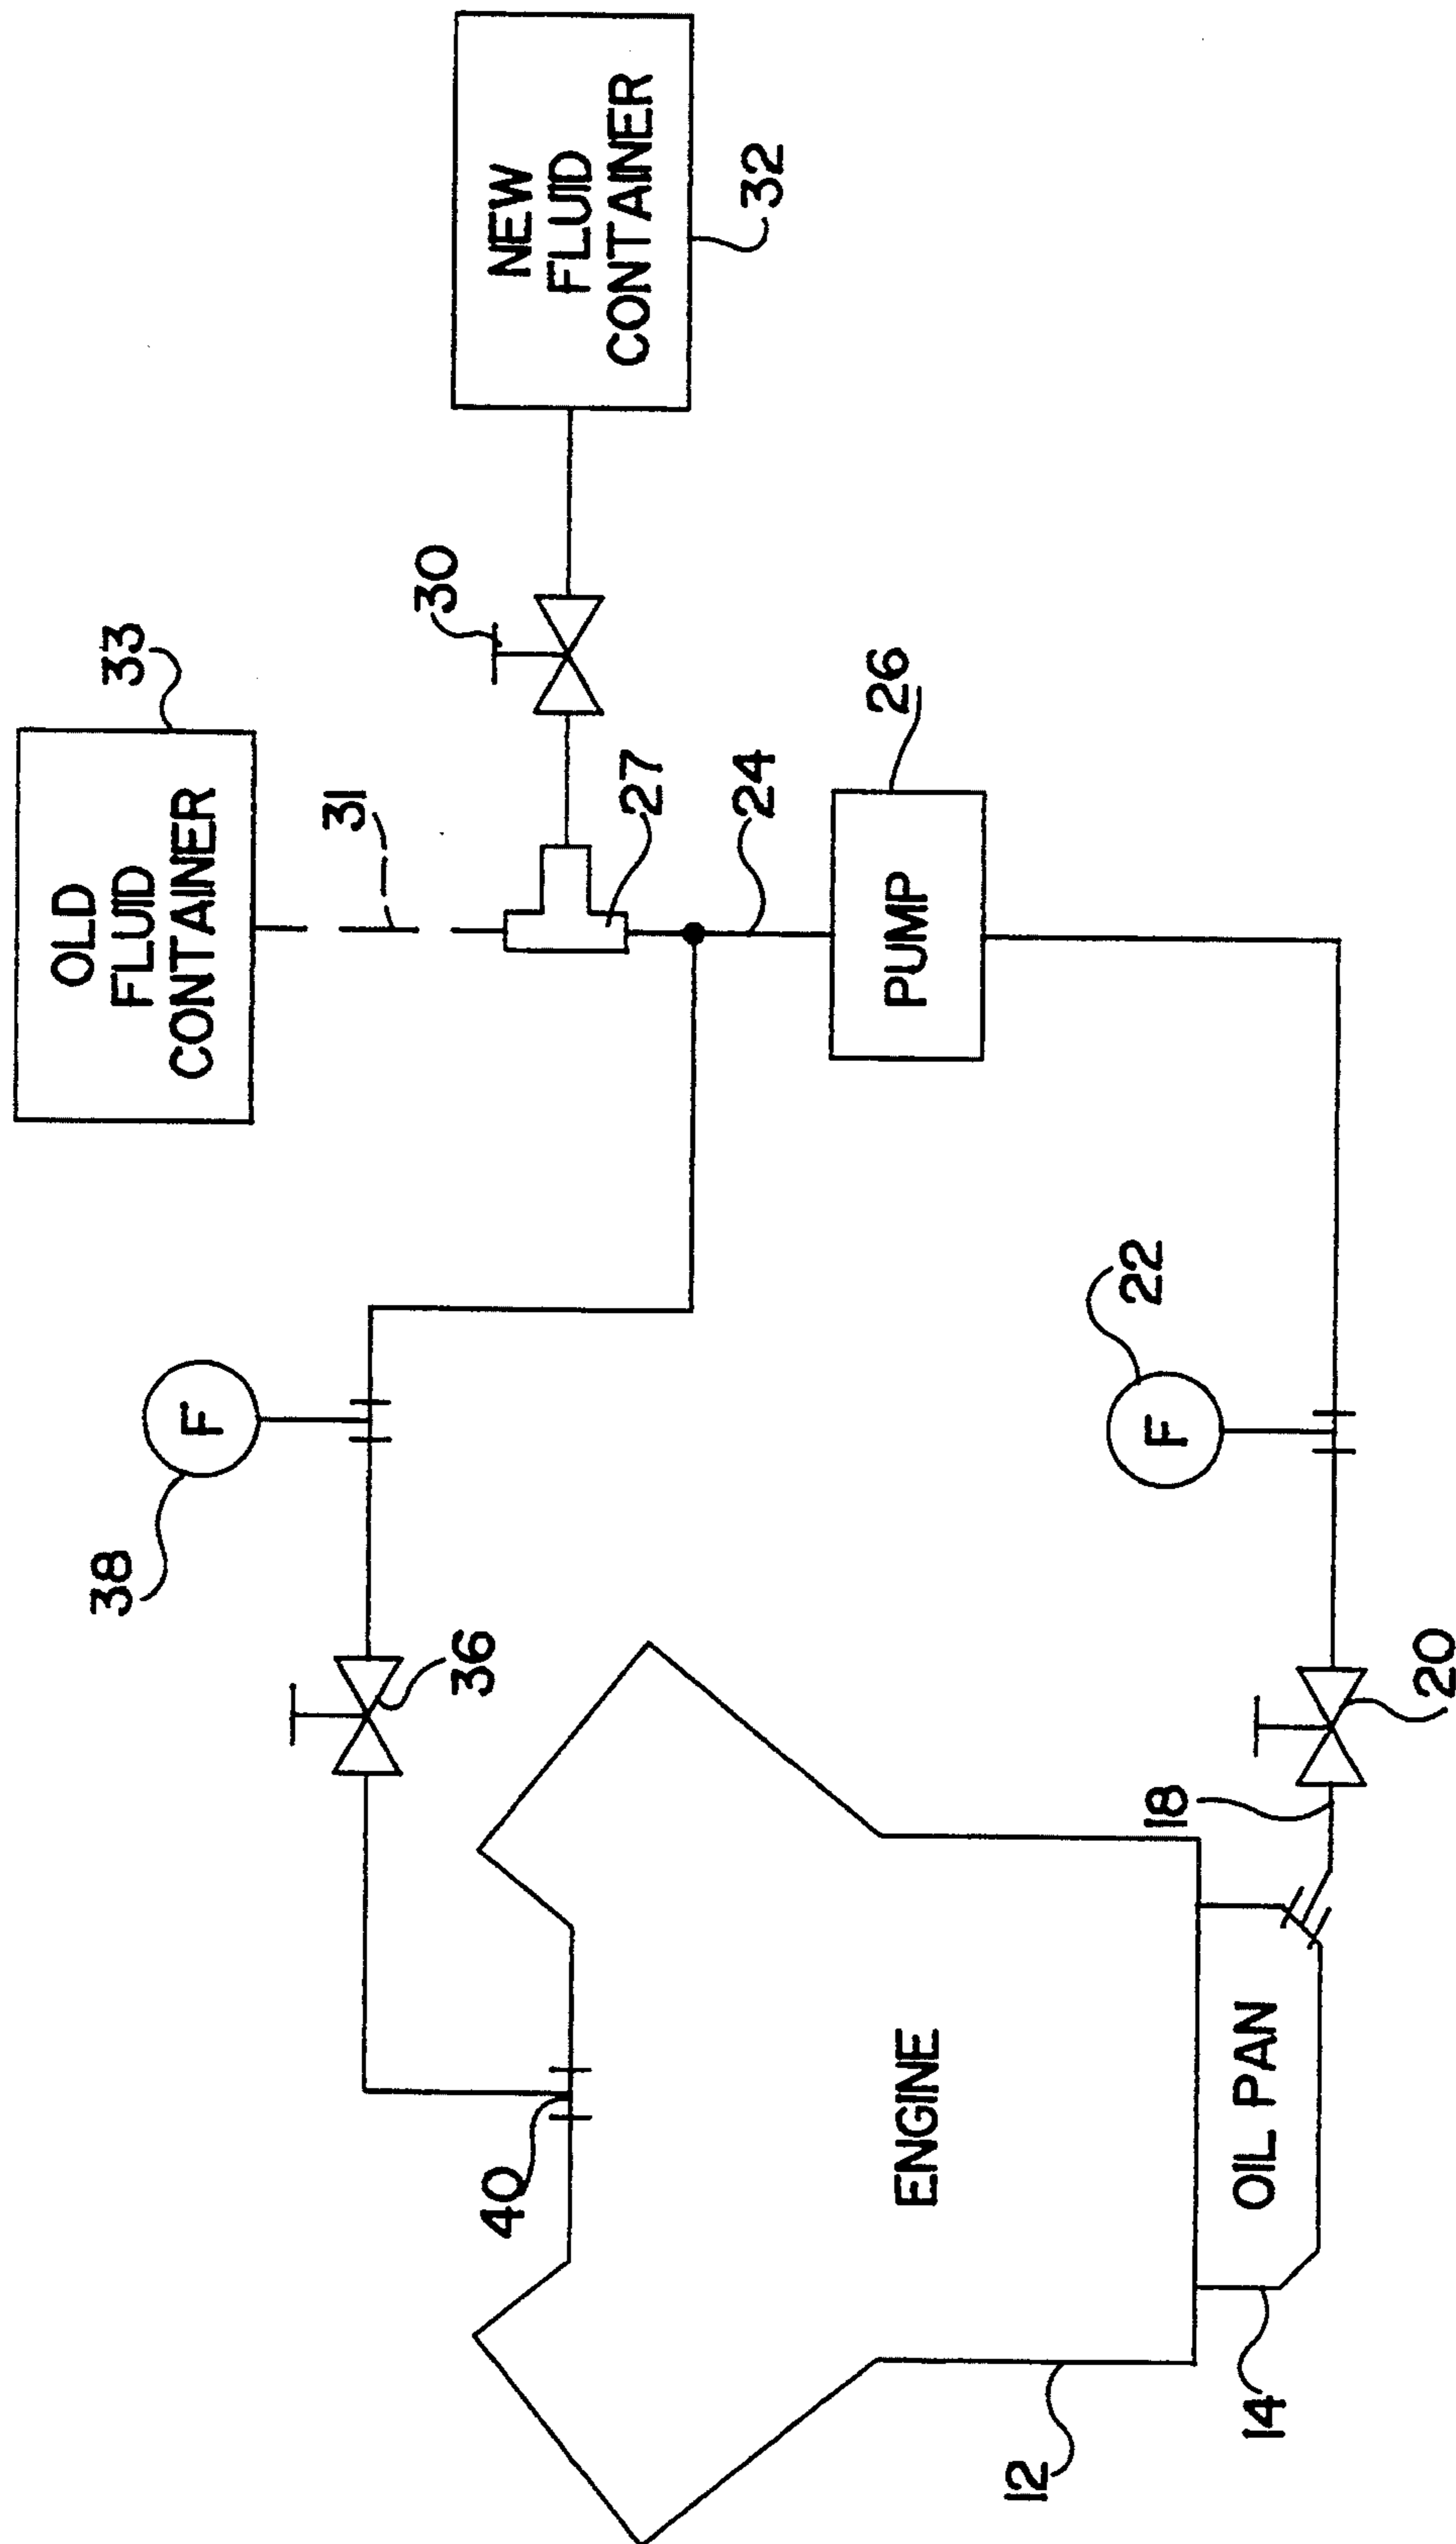 OLD
FLUID
CONTAINER
33
NEW
FLUID
CONTAINER
32
31
30
27
24
PUMP
26
38
F
36
F
22
40
ENGINE
12
OIL PAN
14
18
20